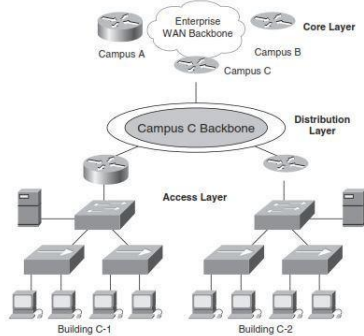 Enterprise
WAN Backbone
Core Layer
Campus A
Campus B
Campus C
Campus C Backbone
Distribution
Layer
Access Layer
Building C-1
Building C-2